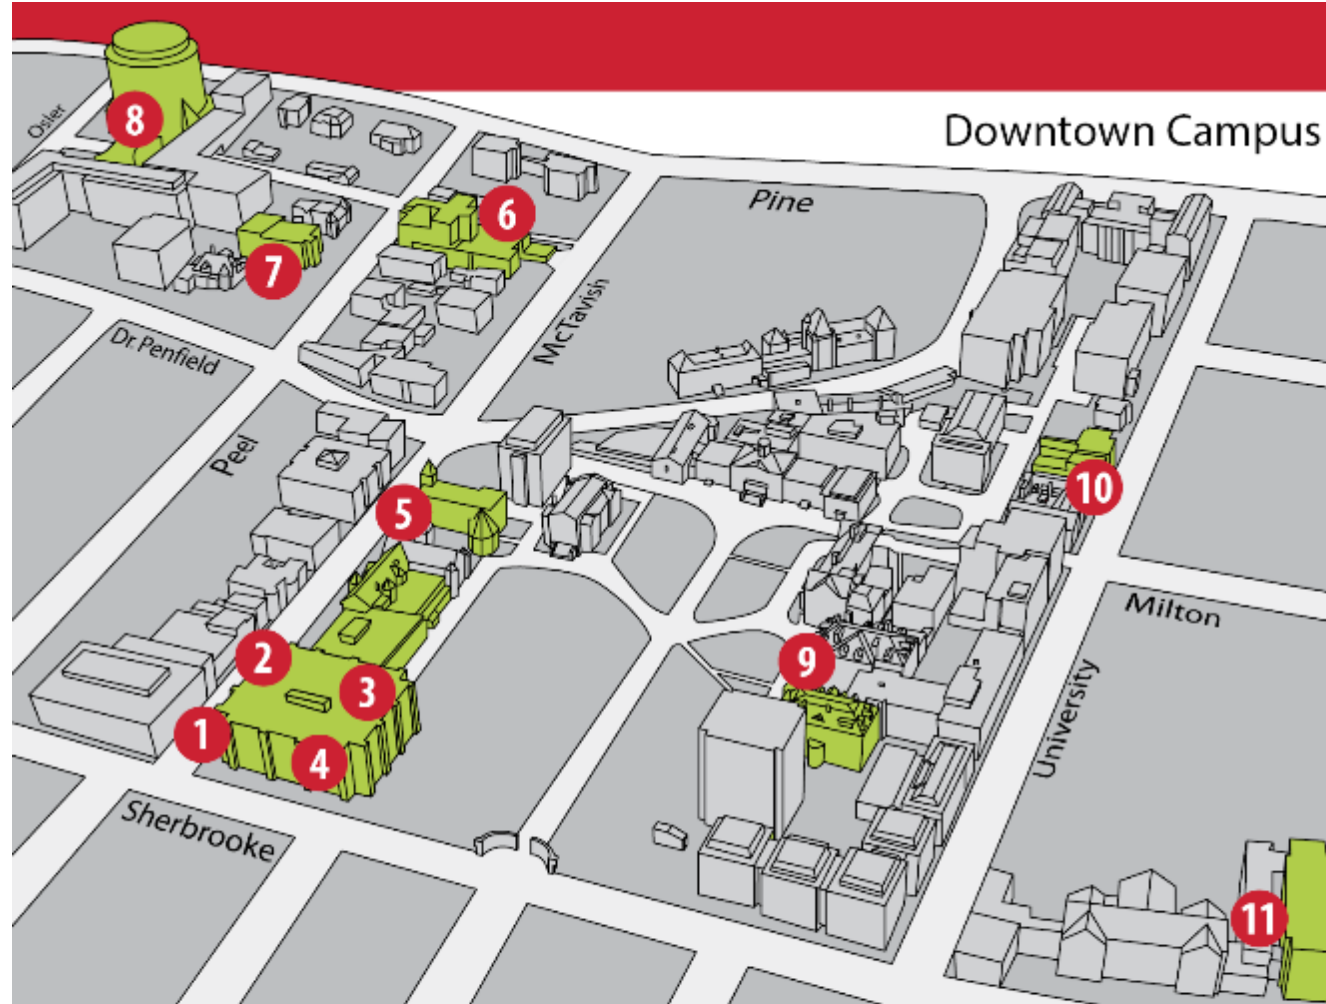 Downtown Campus
8
Osler
Pine
6
7
McTavish
Dr. Penfield
Peel
5
10
Milton
2
9
3
1
University
4
Sherbrooke
11